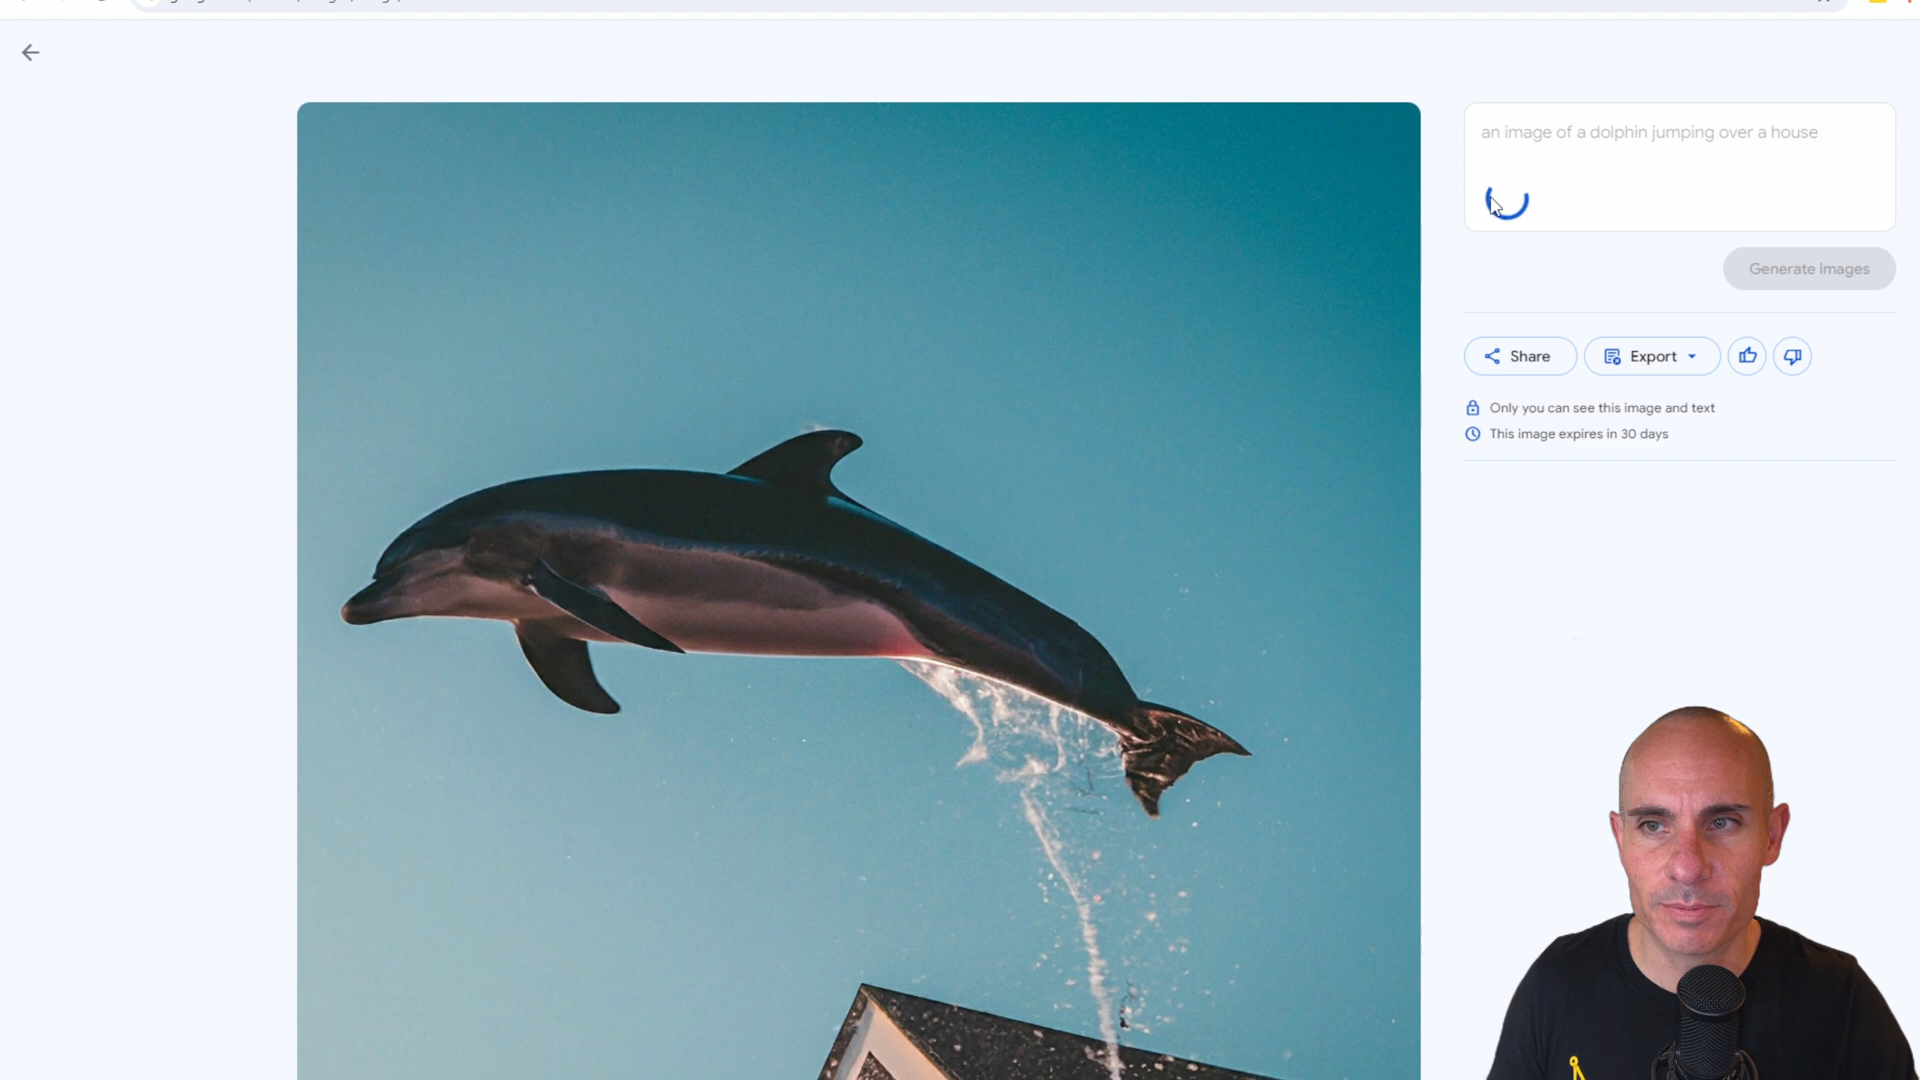 an image of a dolphin jumping over a house
Generate images
Share
Export
Only you can see this image and text
This image expires in 30 days